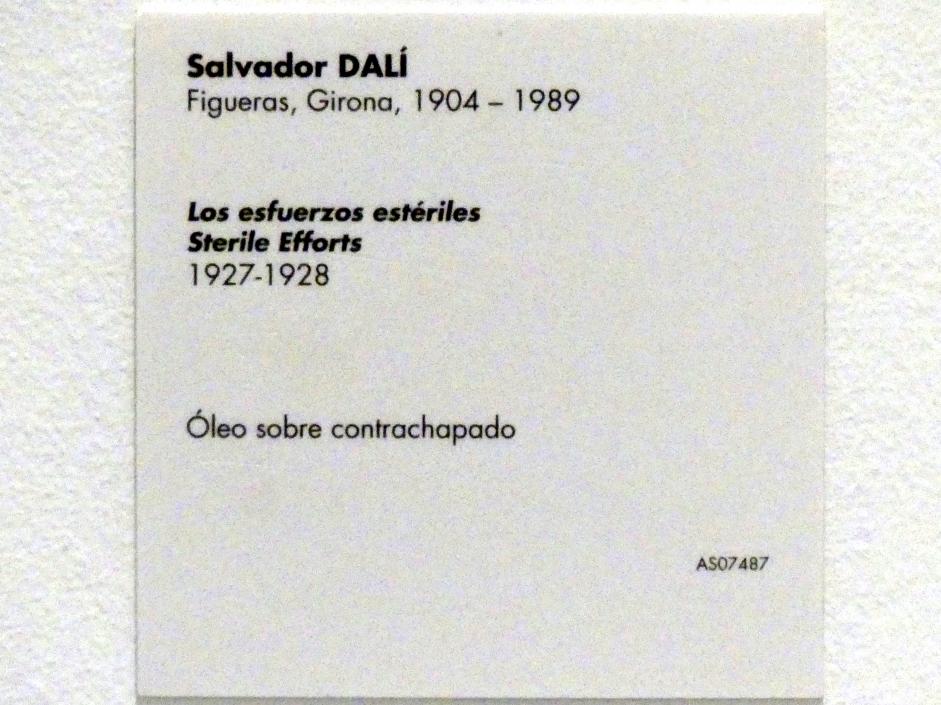 Salvador DALÍ
Figueras, Girona, 1904 – 1989
Los esfuerzos estériles
Sterile Efforts
1927-1928
Óleo sobre contrachapado
AS07487